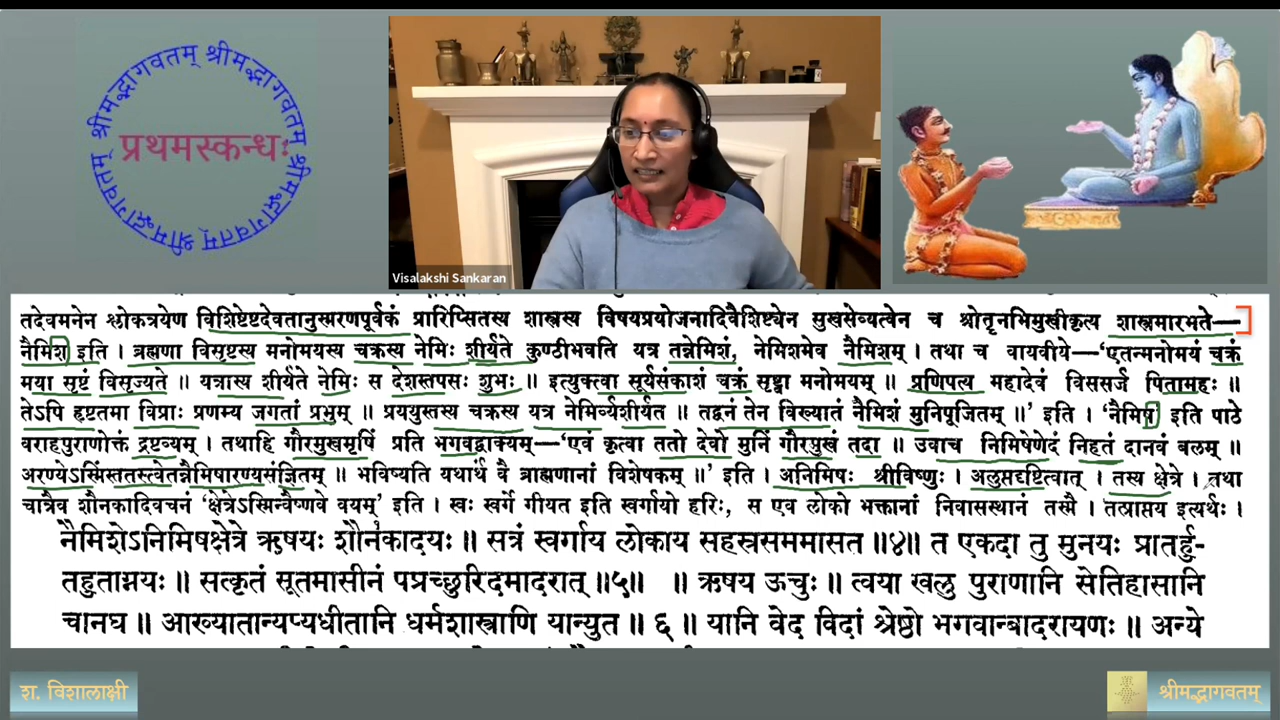 श्रीमद्भागवतम् श्रीमद्भागवतम् श्रीमद्भागवतम् श्रीमद्भागवतम्
प्रथमस्कन्धः
Visalakshi Sankaran
तदेवमनेन श्लोकत्रयेण विशिष्टेष्टदेवतानुस्मरणपूर्वकं प्रारिप्सितस्य शास्त्रस्य विषयप्रयोजनादिवैशिष्ट्येन मुखसेव्यत्वेन च श्रोतॄनभिमुखीकृत्य शास्त्रमारभते—
नैमिश इति । ब्रह्मणा विसृष्टस्य मनोमयस्य चक्रस्य नेमिः शीर्यते कुण्ठीभवति यत्र तन्नेमिशं, नेमिशमेव नैमिशम् । तथा च वायवीये—'एतन्मनोमयं चक्रं
मया सृष्टं विसृज्यते ॥ यत्रास्य शीर्यते नेमिः स देशस्तपसः शुभः ॥ इत्युक्त्वा सूर्यसंकाशं चक्रं सृष्ट्वा मनोमयम् ॥ प्रणिपत्य महादेवं विससर्ज पितामहः ॥
तेऽपि हृष्टतमा विप्राः प्रणम्य जगतां प्रभुम् ॥ प्रययुस्तस्य चक्रस्य यत्र नेमिर्व्यशीर्यत ॥ तद्वनं तेन विख्यातं नैमिशं मुनिपूजितम् ॥' इति । 'नैमिष' इति पाठे
वराहपुराणोक्तं द्रष्टव्यम् । तथाहि गौरमुखमृषिं प्रति भगवद्वाक्यम्—'एवं कृत्वा ततो देवो मुनिं गौरमुखं तदा ॥ उवाच निमिषेणेदं निहतं दानवं बलम् ॥
अरण्येऽस्मिंस्ततस्त्वेतन्नैमिषारण्यसंज्ञितम् ॥ भविष्यति यथार्थं वै ब्राह्मणानां विशेषकम् ॥' इति । अनिमिषः श्रीविष्णुः । अलुप्तदृष्टित्वात् । तस्य क्षेत्रे । तथा
चात्रैव शौनकादिवचनं 'क्षेत्रेऽस्मिन्वैष्णवे वयम्' इति । स्वः स्वर्गे गीयत इति स्वर्गायो हरिः, स एव लोको भक्तानां निवासस्थानं तस्मै । तत्प्राप्तय इत्यर्थः ।
नैमिशेऽनिमिषक्षेत्रे ऋषयः शौनकादयः ॥ सत्रं स्वर्गाय लोकाय सहस्रसममासत ॥४॥ त एकदा तु मुनयः प्रातर्हु-
तहुताग्नयः ॥ सत्कृतं सूतमासीनं पप्रच्छुरिदमादरात् ॥५॥ ॥ ऋषय ऊचुः ॥ त्वया खलु पुराणानि सेतिहासानि
चानघ ॥ आख्यातान्यप्यधीतानि धर्मशास्त्राणि यान्युत ॥ ६ ॥ यानि वेद विदां श्रेष्ठो भगवान्बादरायणः ॥ अन्ये
श. विशालाक्षी
श्रीमद्भागवतम्